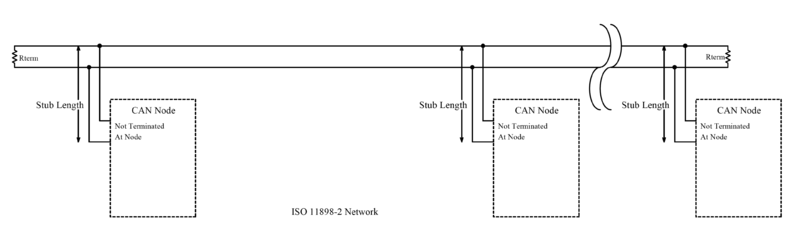 Rterm
Rterm
Stub Length
CAN Node
Not Terminated
At Node
Stub Length
CAN Node
Not Terminated
At Node
Stub Length
CAN Node
Not Terminated
At Node
ISO 11898-2 Network